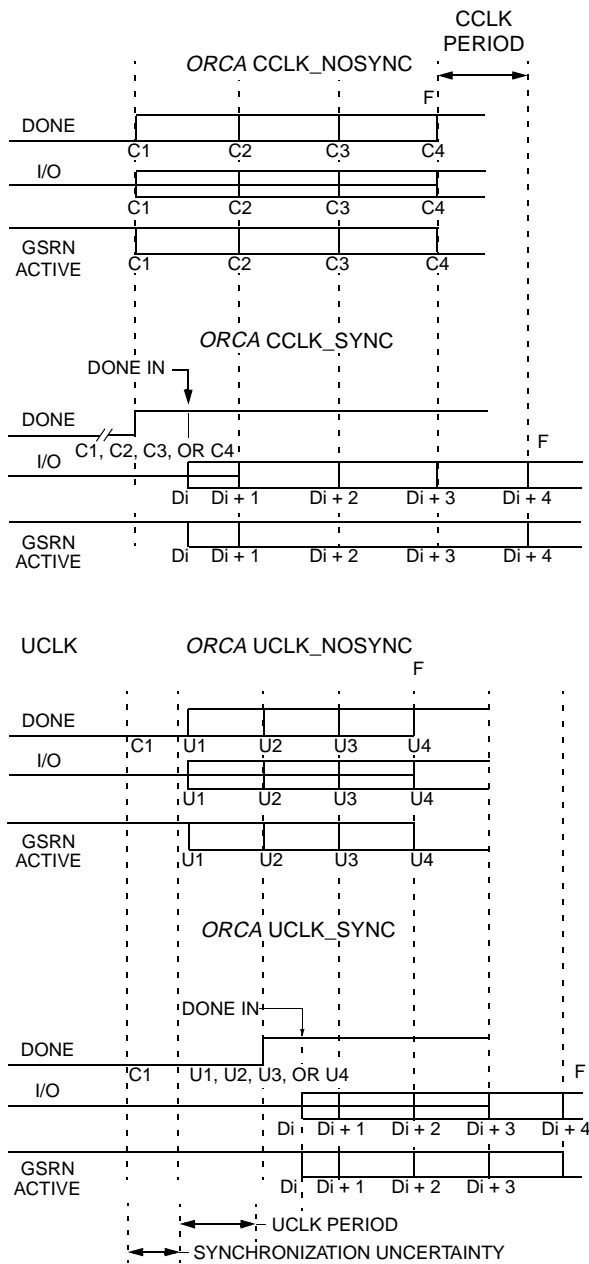 CCLK
PERIOD
ORCA CCLK_NOSYNC
F
DONE
C1 C2 C3 C4
I/O
C1 C2 C3 C4
GSRN
ACTIVE
C1 C2 C3 C4
ORCA CCLK_SYNC
DONE IN
DONE
C1, C2, C3, OR C4
F
I/O
Di Di + 1 Di + 2 Di + 3 Di + 4
GSRN
ACTIVE
Di Di + 1 Di + 2 Di + 3 Di + 4
UCLK ORCA UCLK_NOSYNC
F
DONE
C1 U1 U2 U3 U4
I/O
U1 U2 U3 U4
GSRN
ACTIVE
U1 U2 U3 U4
ORCA UCLK_SYNC
DONE IN
DONE
C1 U1, U2, U3, OR U4 F
I/O
Di Di + 1 Di + 2 Di + 3 Di + 4
GSRN
ACTIVE
Di Di + 1 Di + 2 Di + 3
UCLK PERIOD
SYNCHRONIZATION UNCERTAINTY